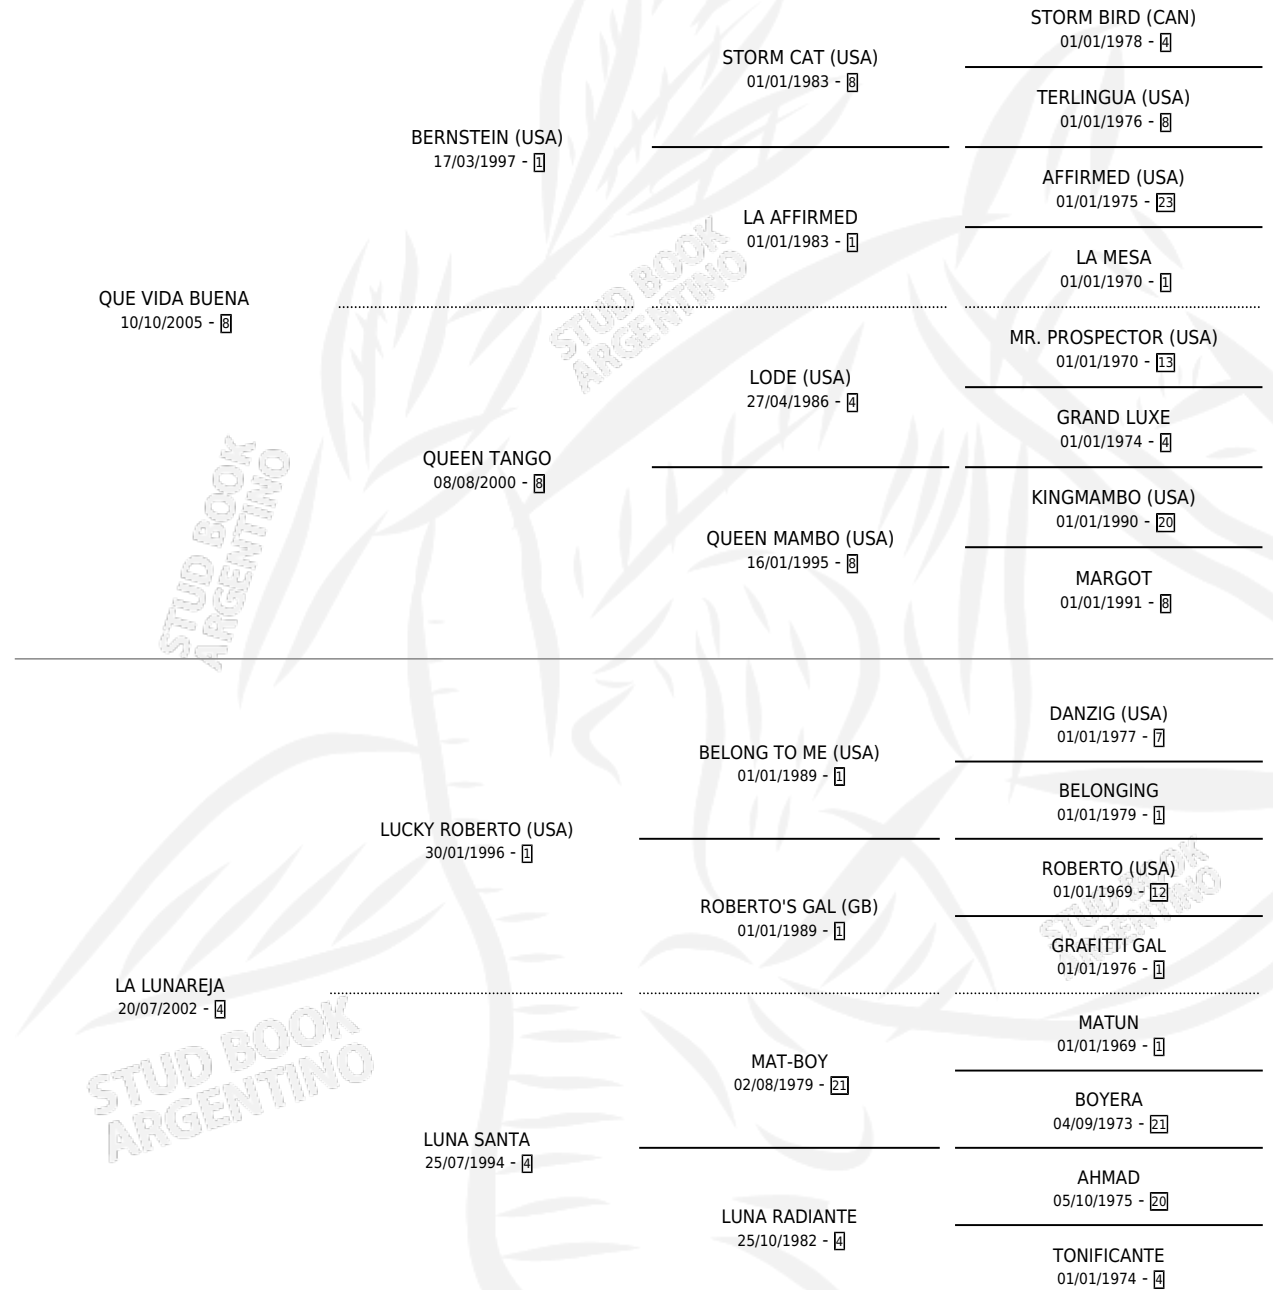 STORM BIRD (CAN)
01/01/1978 - 4
STORM CAT (USA)
01/01/1983 - 8
TERLINGUA (USA)
01/01/1976 - 8
BERNSTEIN (USA)
17/03/1997 - 1
AFFIRMED (USA)
01/01/1975 - 23
LA AFFIRMED
01/01/1983 - 1
LA MESA
01/01/1970 - 1
QUE VIDA BUENA
10/10/2005 - 8
STUD BOOK
ARGENTINO
MR. PROSPECTOR (USA)
01/01/1970 - 13
LODE (USA)
27/04/1986 - 4
GRAND LUXE
01/01/1974 - 4
QUEEN TANGO
08/08/2000 - 8
KINGMAMBO (USA)
01/01/1990 - 20
QUEEN MAMBO (USA)
16/01/1995 - 8
MARGOT
01/01/1991 - 8
STUD BOOK
ARGENTINO
DANZIG (USA)
01/01/1977 - 7
BELONG TO ME (USA)
01/01/1989 - 1
BELONGING
01/01/1979 - 1
LUCKY ROBERTO (USA)
30/01/1996 - 1
ROBERTO (USA)
01/01/1969 - 12
ROBERTO'S GAL (GB)
01/01/1989 - 1
GRAFITTI GAL
01/01/1976 - 1
STUD BOOK
ARGENTINO
LA LUNAREJA
20/07/2002 - 4
MATUN
01/01/1969 - 1
MAT-BOY
02/08/1979 - 21
BOYERA
04/09/1973 - 21
STUD BOOK
ARGENTINO
LUNA SANTA
25/07/1994 - 4
AHMAD
05/10/1975 - 20
LUNA RADIANTE
25/10/1982 - 4
TONIFICANTE
01/01/1974 - 4